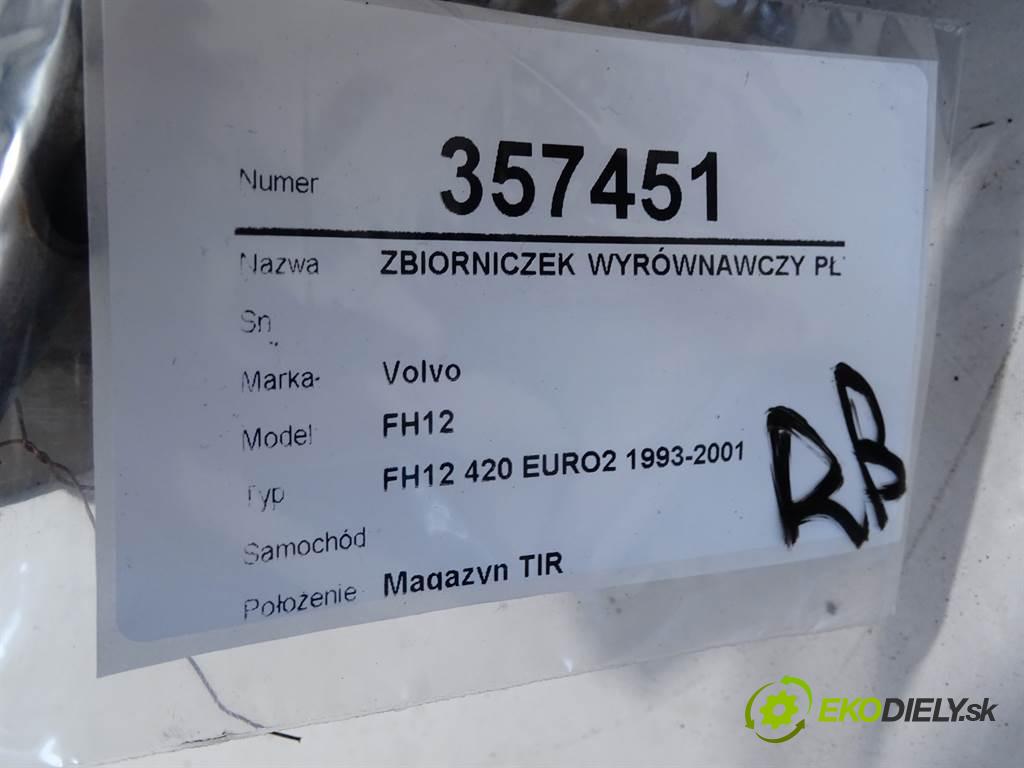 Numer 357451
Nazwa ZBIORNICZEK WYRÓWNAWCZY PŁ
Sn
Marka Volvo
Model FH12
Typ FH12 420 EURO2 1993-2001
Samochód
Położenie Magazyn TIR
RB
EKODIELY.sk